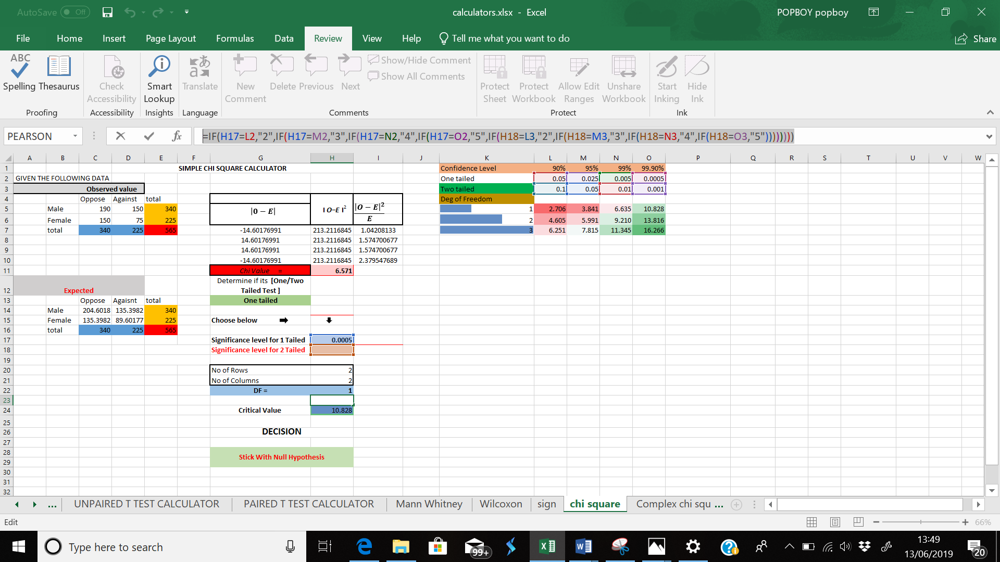 AutoSave Off
calculators.xlsx - Excel
POPBOY popboy
File Home Insert Page Layout Formulas Data Review View Help Tell me what you want to do Share
ABC
Spelling Thesaurus Check Accessibility Smart Lookup Translate New Comment Delete Previous Next Show/Hide Comment Show All Comments Protect Sheet Protect Workbook Allow Edit Ranges Unshare Workbook Start Inking Hide Ink
Proofing Accessibility Insights Language Comments Protect Ink
PEARSON fx =IF(H17=L2,"2",IF(H17=M2,"3",IF(H17=N2,"4",IF(H17=O2,"5",IF(H18=L3,"2",IF(H18=M3,"3",IF(H18=N3,"4",IF(H18=O3,"5"))))))))
A B C D E F G H I J K L M N O P Q R S T U V W
1 SIMPLE CHI SQUARE CALCULATOR Confidence Level 90% 95% 99% 99.90%
2 GIVEN THE FOLLOWING DATA One tailed 0.05 0.025 0.005 0.0005
3 Observed value Two tailed 0.1 0.05 0.01 0.001
4 Oppose Against total Deg of Freedom
5 Male 190 150 340 |0 − E| I O–E I² |O − E|² E 1 2.706 3.841 6.635 10.828
6 Female 150 75 225 2 4.605 5.991 9.210 13.816
7 total 340 225 565 -14.60176991 213.2116845 1.04208133 3 6.251 7.815 11.345 16.266
8 14.60176991 213.2116845 1.574700677
9 14.60176991 213.2116845 1.574700677
10 -14.60176991 213.2116845 2.379547689
11 Chi Value = 6.571
12 Expected Determine if its [One/Two Tailed Test ]
13 Oppose Agaisnt total One tailed
14 Male 204.6018 135.3982 340
15 Female 135.3982 89.60177 225 Choose below
16 total 340 225 565
17 Significance level for 1 Tailed 0.0005
18 Significance level for 2 Tailed
19
20 No of Rows 2
21 No of Columns 2
22 DF = 1
23
24 Critical Value 10.828
25
26 DECISION
27
28 Stick With Null Hypothesis
29
30
31
32
... UNPAIRED T TEST CALCULATOR PAIRED T TEST CALCULATOR Mann Whitney Wilcoxon sign chi square Complex chi squ ...
Edit 66%
Type here to search 99+ 13:49
13/06/2019 20